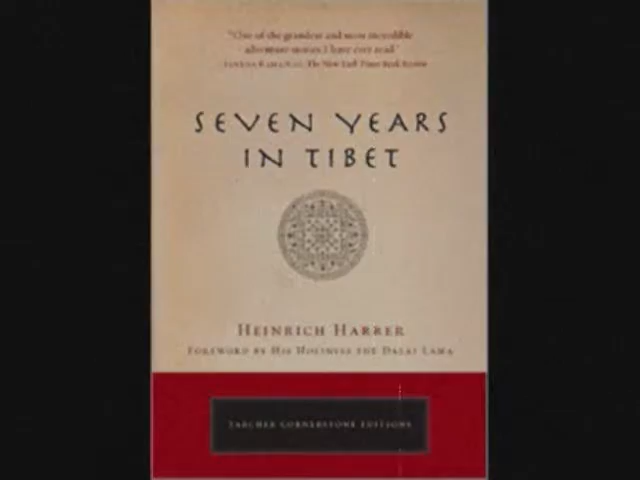 "One of the grandest and most incredible
adventure stories I have ever read"
The New York Times Book Review
SEVEN YEARS
IN TIBET
HEINRICH HARRER
FOREWORD BY HIS HOLINESS THE DALAI LAMA
TARCHER CORNERSTONE EDITIONS